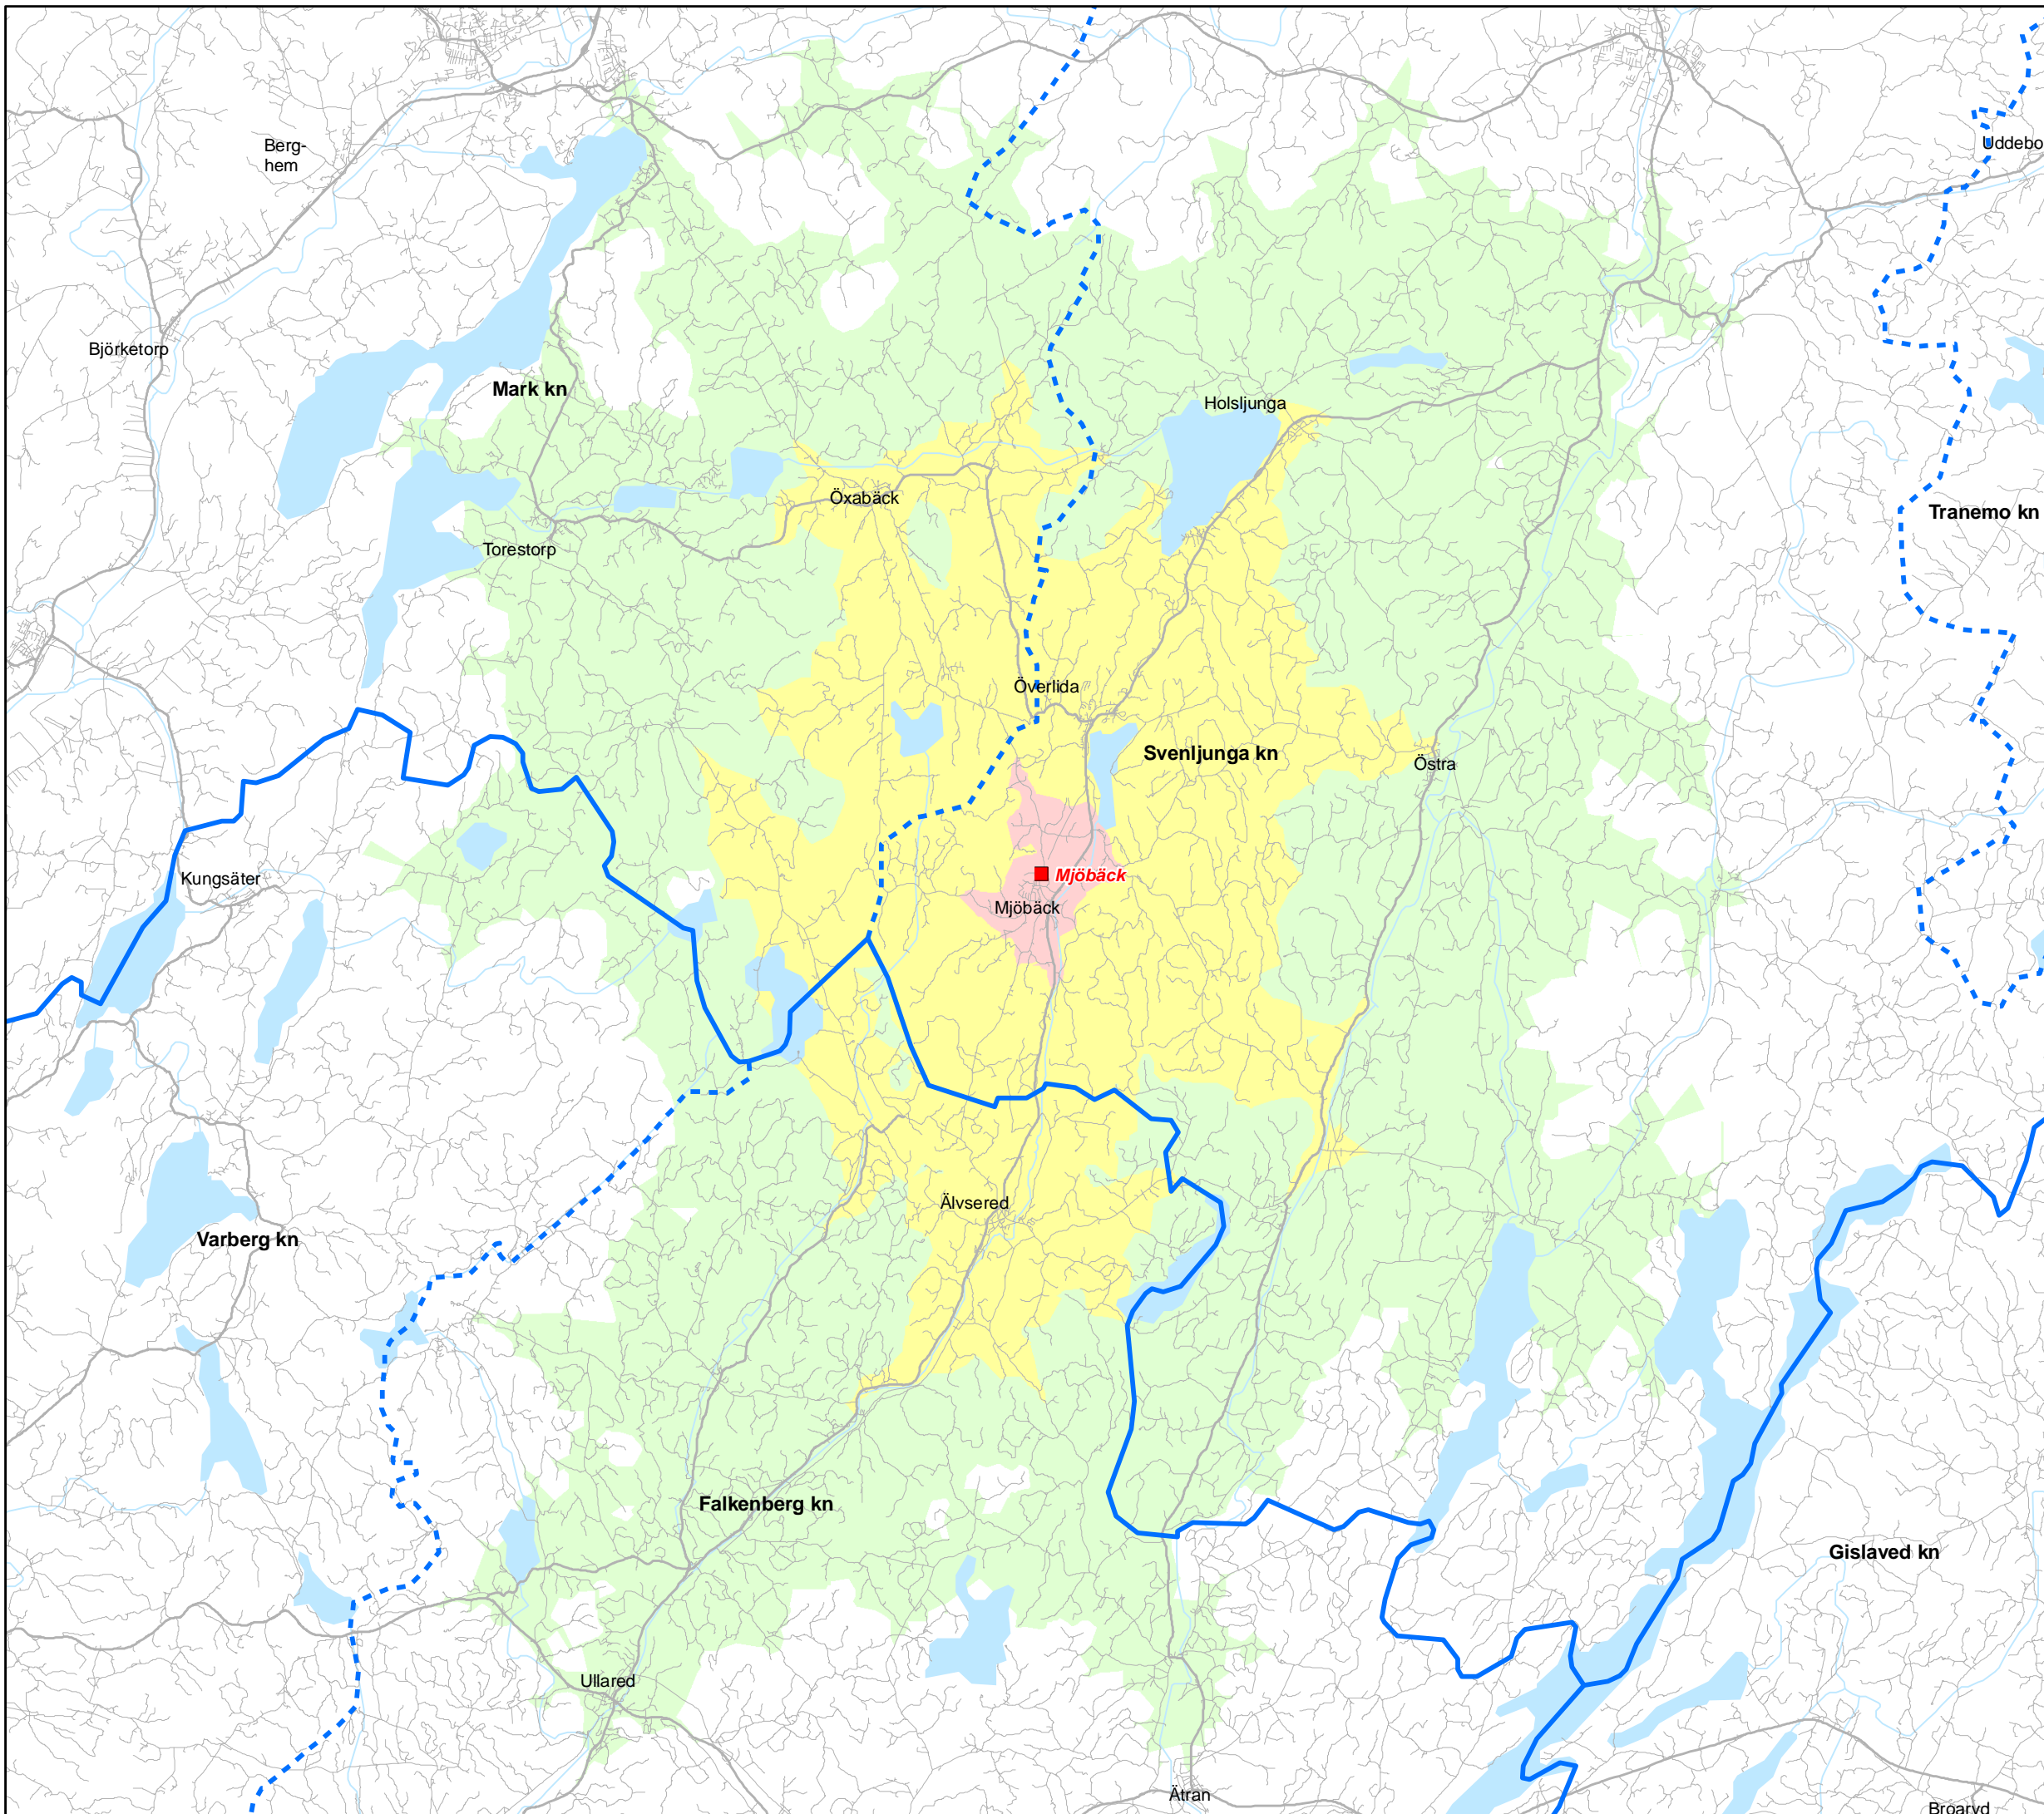 Uddebo
Berg-
hem
Björketorp
Mark kn
Holsljunga
Öxabäck
Tranemo kn
Torestorp
Överlida
Svenljunga kn
Östra
Kungsäter
Mjöbäck
Mjöbäck
Älvsered
Varberg kn
Falkenberg kn
Gislaved kn
Ullared
Ätran
Broaryd